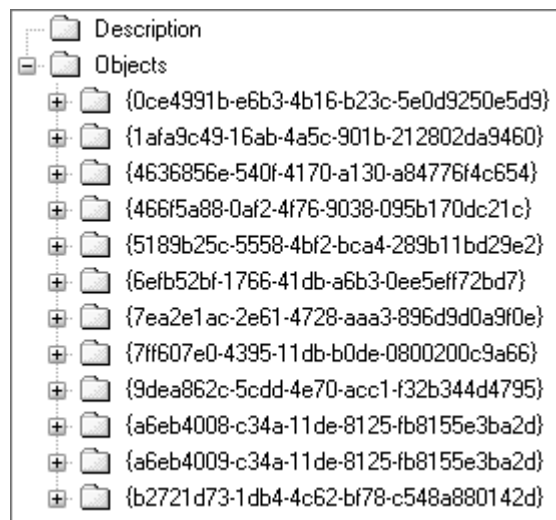 Description
Objects
{0ce4991b-e6b3-4b16-b23c-5e0d9250e5d9}
{1afa9c49-16ab-4a5c-901b-212802da9460}
{4636856e-540f-4170-a130-a84776f4c654}
{466f5a88-0af2-4f76-9038-095b170dc21c}
{5189b25c-5558-4bf2-bca4-289b11bd29e2}
{6efb52bf-1766-41db-a6b3-0ee5eff72bd7}
{7ea2e1ac-2e61-4728-aaa3-896d9d0a9f0e}
{7ff607e0-4395-11db-b0de-0800200c9a66}
{9dea862c-5cdd-4e70-acc1-f32b344d4795}
{a6eb4008-c34a-11de-8125-fb8155e3ba2d}
{a6eb4009-c34a-11de-8125-fb8155e3ba2d}
{b2721d73-1db4-4c62-bf78-c548a880142d}